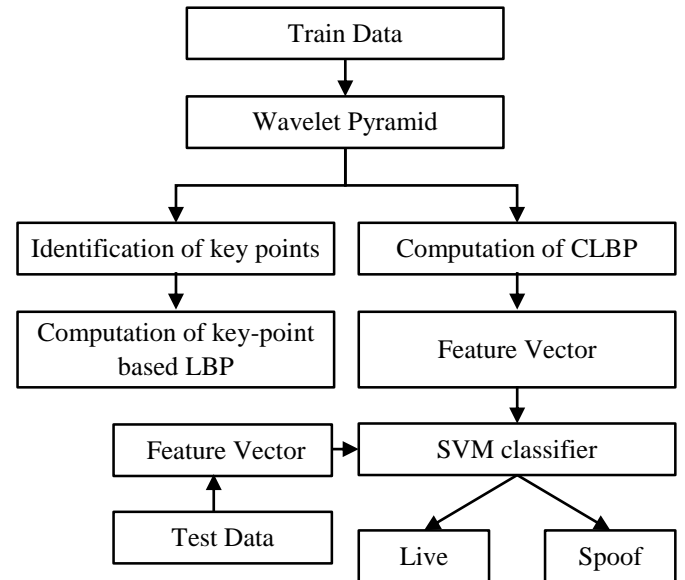 Train Data
Wavelet Pyramid
Identification of key points
Computation of CLBP
Computation of key-point
based LBP
Feature Vector
Feature Vector
SVM classifier
Test Data
Live
Spoof